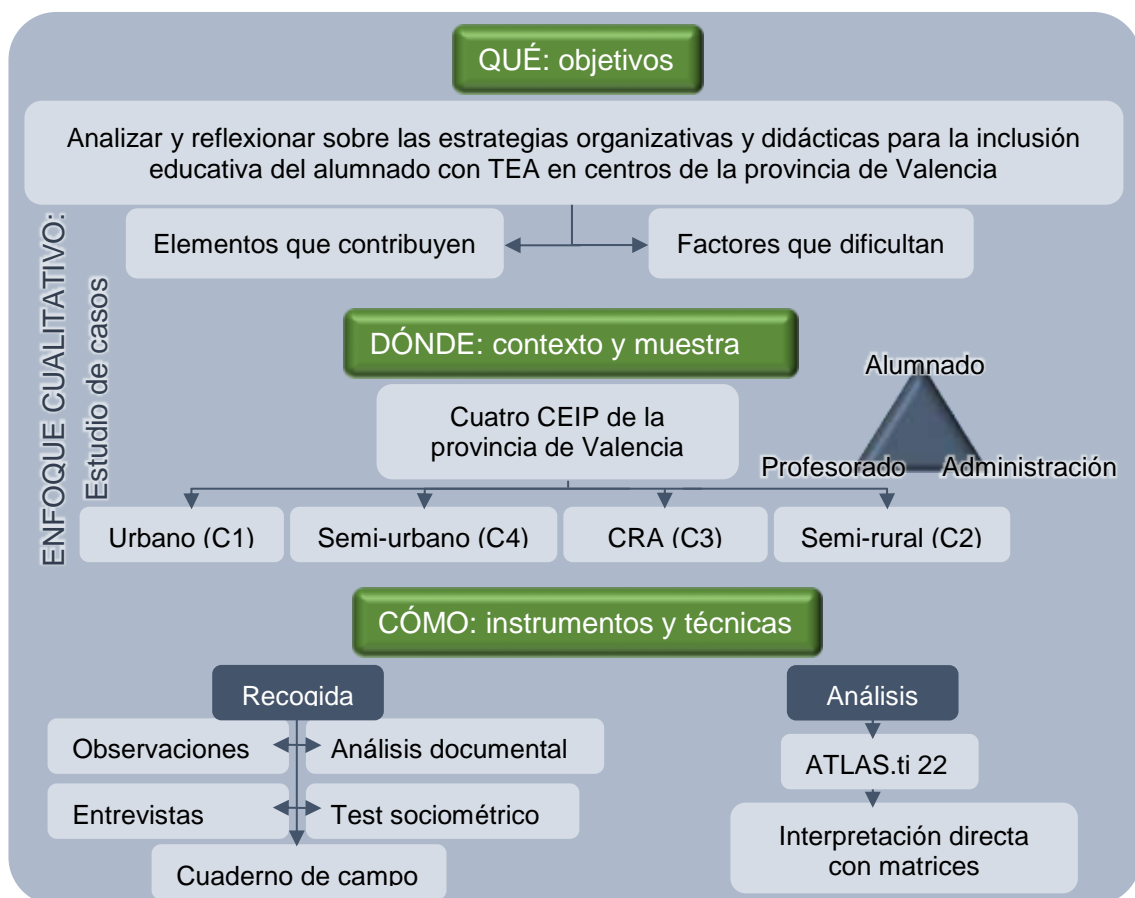 QUÉ: objetivos
Analizar y reflexionar sobre las estrategias organizativas y didácticas para la inclusión
educativa del alumnado con TEA en centros de la provincia de Valencia
Elementos que contribuyen
Factores que dificultan
ENFOQUE CUALITATIVO:
Estudio de casos
DÓNDE: contexto y muestra
Cuatro CEIP de la
provincia de Valencia
Alumnado
Profesorado
Administración
Urbano (C1)
Semi-urbano (C4)
CRA (C3)
Semi-rural (C2)
CÓMO: instrumentos y técnicas
Recogida
Observaciones
Análisis documental
Entrevistas
Test sociométrico
Cuaderno de campo
Análisis
ATLAS.ti 22
Interpretación directa
con matrices